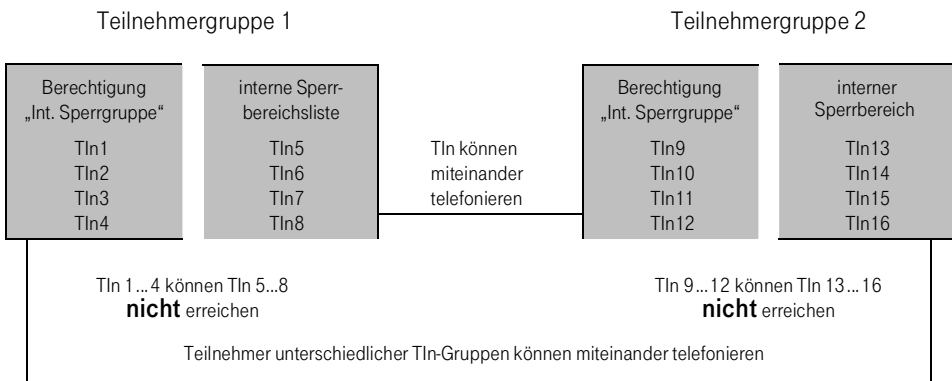 Teilnehmergruppe 1
Teilnehmergruppe 2
Berechtigung
„Int. Sperrgruppe“
Tln1
Tln2
Tln3
Tln4
interne Sperr-
bereichsliste
Tln5
Tln6
Tln7
Tln8
Tln können
miteinander
telefonieren
Berechtigung
„Int. Sperrgruppe“
Tln9
Tln10
Tln11
Tln12
interner
Sperrbereich
Tln13
Tln14
Tln15
Tln16
Tln 1...4 können Tln 5...8
nicht erreichen
Tln 9...12 können Tln 13...16
nicht erreichen
Teilnehmer unterschiedlicher Tln-Gruppen können miteinander telefonieren